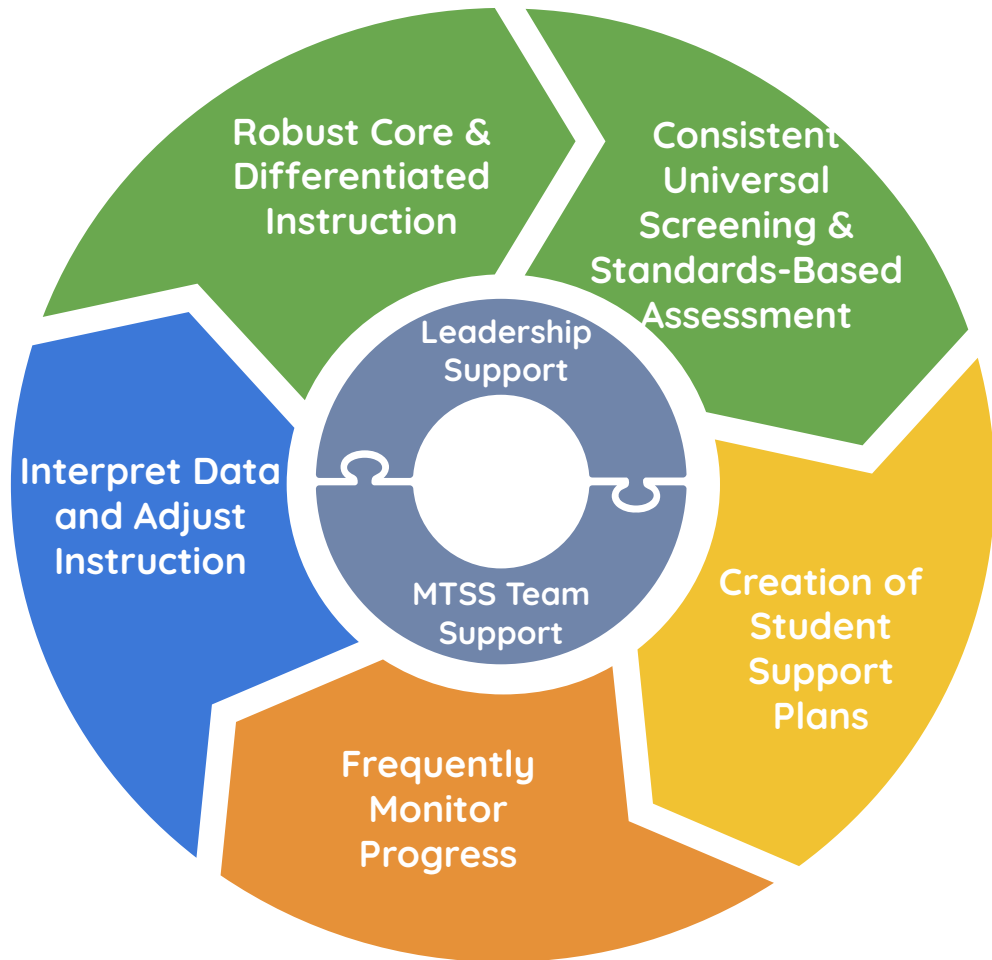 Robust Core &
Differentiated
Instruction
Consistent
Universal
Screening &
Standards-Based
Assessment
Creation of
Student
Support
Plans
Frequently
Monitor
Progress
Interpret Data
and Adjust
Instruction
Leadership
Support
MTSS Team
Support